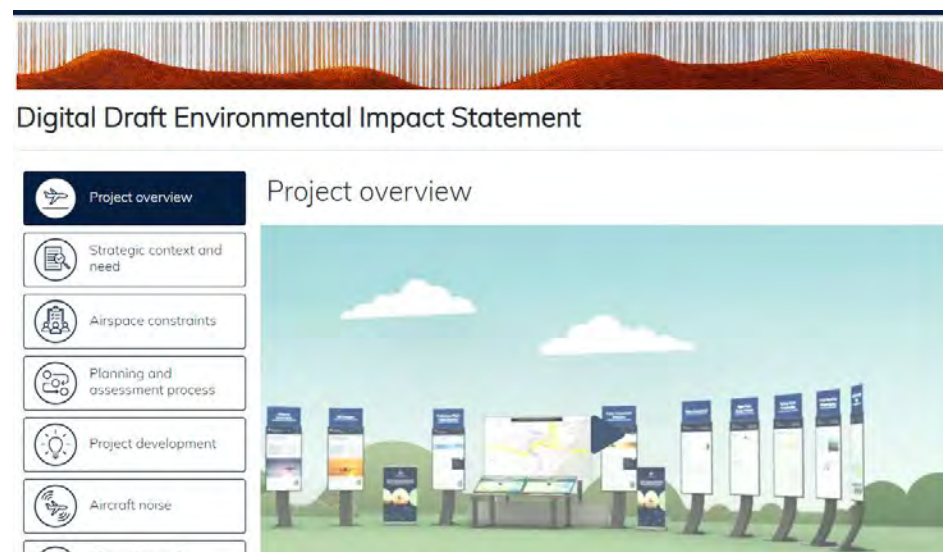 Digital Draft Environmental Impact Statement
Project overview
Project overview
Strategic context and
need
Airspace constraints
Planning and
assessment process
Project development
Aircraft noise